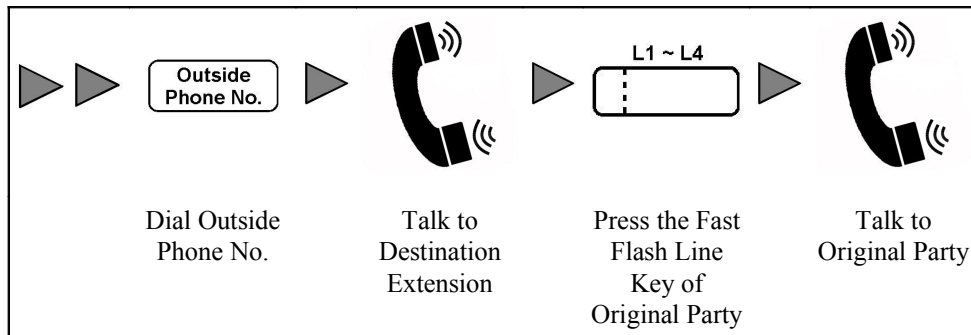 L1 ~ L4
Outside
Phone No.
Dial Outside
Phone No.
Talk to
Destination
Extension
Press the Fast
Flash Line
Key of
Original Party
Talk to
Original Party